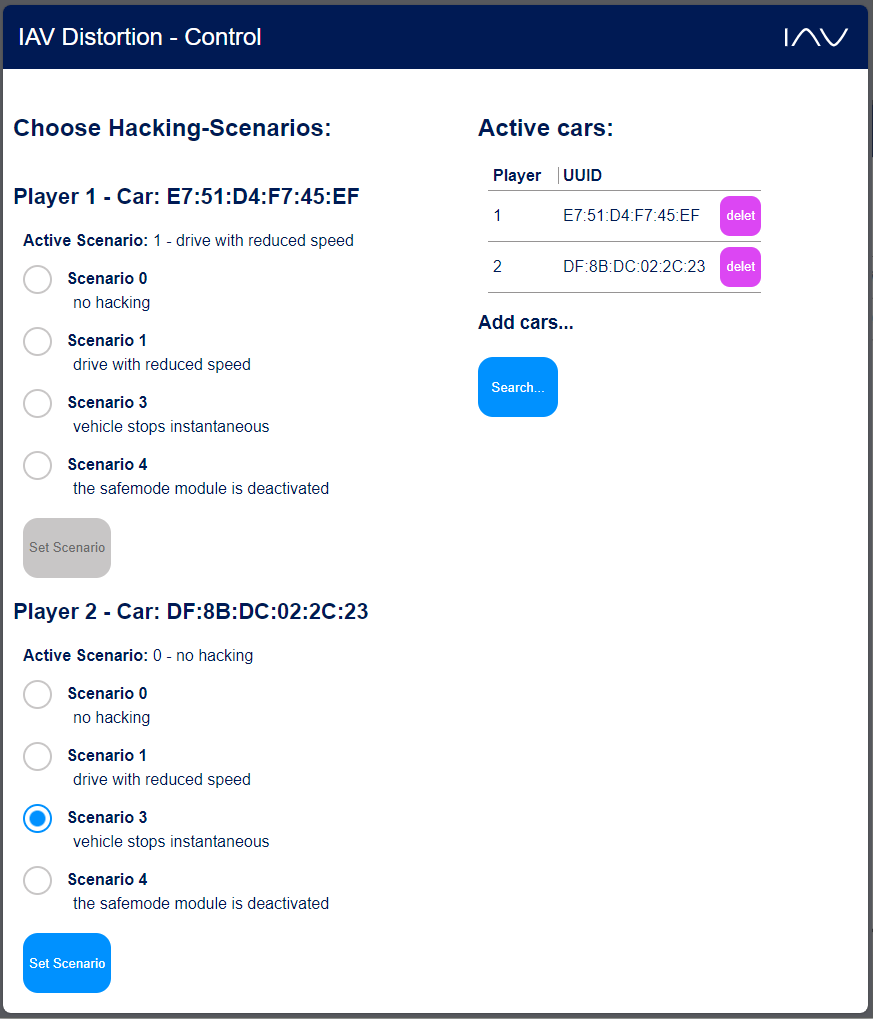 IAV Distortion - Control
IAV
Choose Hacking-Scenarios:
Player 1 - Car: E7:51:D4:F7:45:EF
Active Scenario: 1 - drive with reduced speed
Scenario 0
no hacking
Scenario 1
drive with reduced speed
Scenario 3
vehicle stops instantaneous
Scenario 4
the safemode module is deactivated
Set Scenario
Player 2 - Car: DF:8B:DC:02:2C:23
Active Scenario: 0 - no hacking
Scenario 0
no hacking
Scenario 1
drive with reduced speed
Scenario 3
vehicle stops instantaneous
Scenario 4
the safemode module is deactivated
Set Scenario
Active cars:
Player UUID
1 E7:51:D4:F7:45:EF delet
2 DF:8B:DC:02:2C:23 delet
Add cars...
Search...